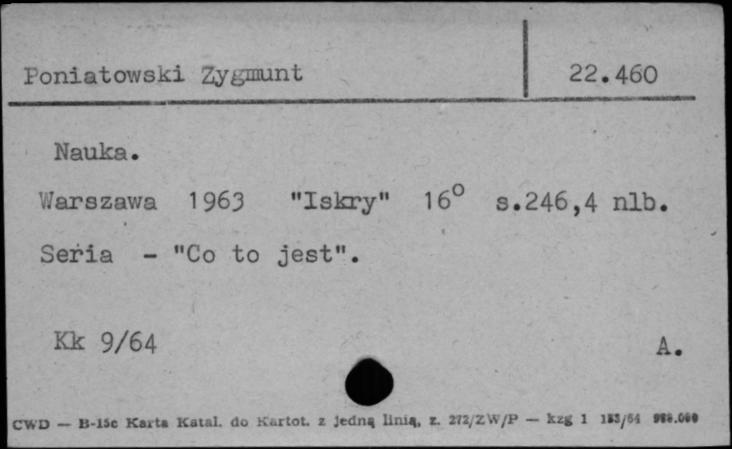 Poniatowski Zygmunt 22.460
Nauka.
Warszawa 1963 "Iskry" 16° s.246,4 nlb.
Seria - "Co to jest".
Kk 9/64 A.
CWD — B-15c Karta Katal. do Kartot. z jedną linią, z. 272/ZW/P — kzg 1